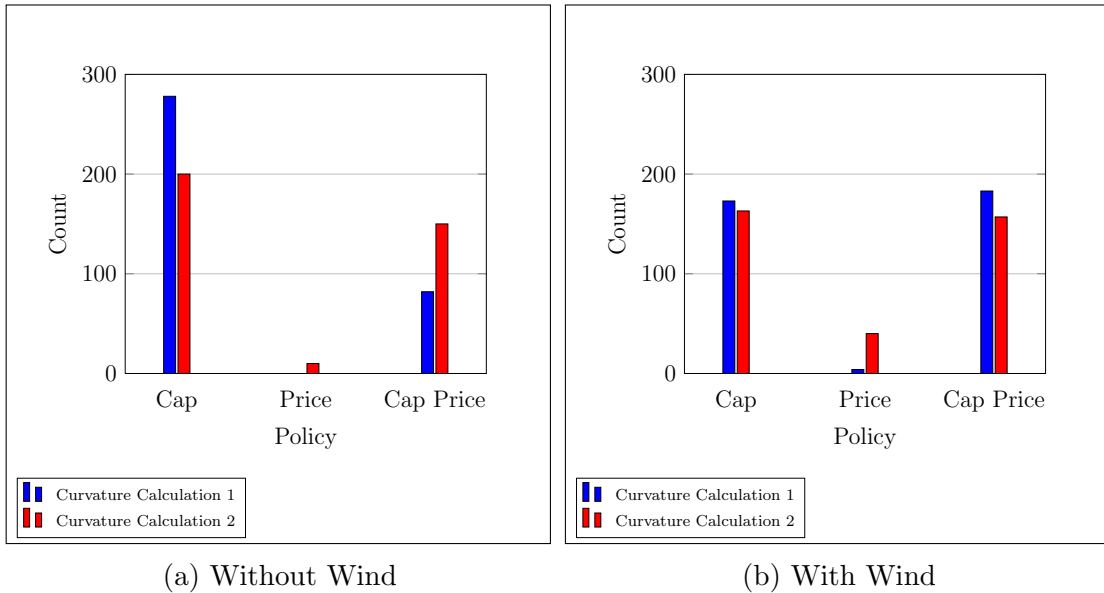 300
200
100
0
Count
Cap Price Cap Price
Policy
Curvature Calculation 1
Curvature Calculation 2
(a) Without Wind
300
200
100
0
Count
Cap Price Cap Price
Policy
Curvature Calculation 1
Curvature Calculation 2
(b) With Wind